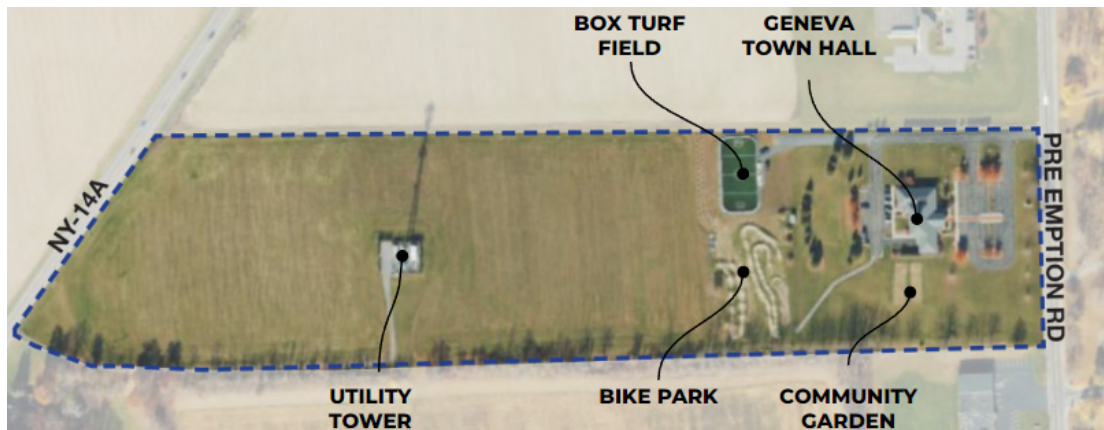 BOX TURF
FIELD
GENEVA
TOWN HALL
NY-14A
PRE EMPTION RD
UTILITY
TOWER
BIKE PARK
COMMUNITY
GARDEN